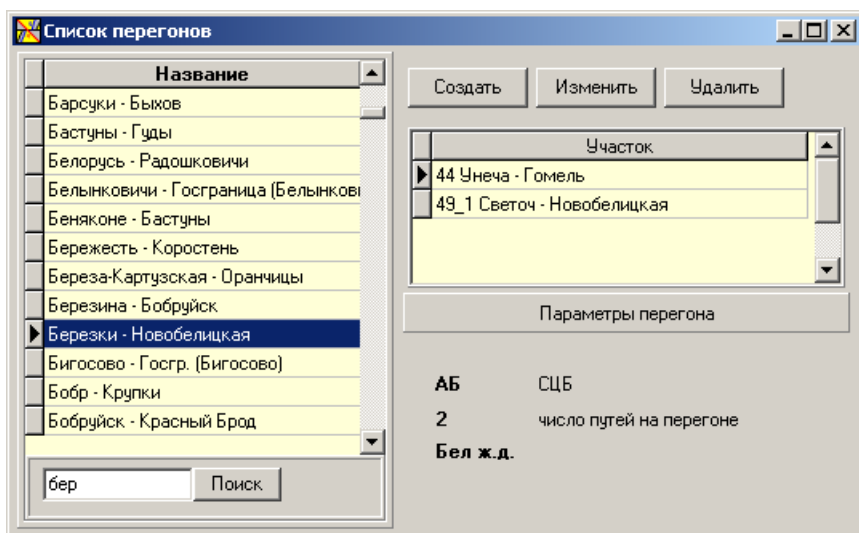 Список перегонов
Название
Барсуки - Быхов
Бастуны - Гуды
Белорусь - Радошковичи
Белынковичи - Госграница (Белынкови
Беняконе - Бастуны
Бережесть - Коростень
Береза-Картузская - Оранчицы
Березина - Бобруйск
Березки - Новобелицкая
Бигосово - Госгр. (Бигосово)
Бобр - Крупки
Бобруйск - Красный Брод
бер
Поиск
Создать
Изменить
Удалить
Участок
44 Унеча - Гомель
49_1 Светоч - Новобелицкая
Параметры перегона
АБ СЦБ
2 число путей на перегоне
Бел ж.д.